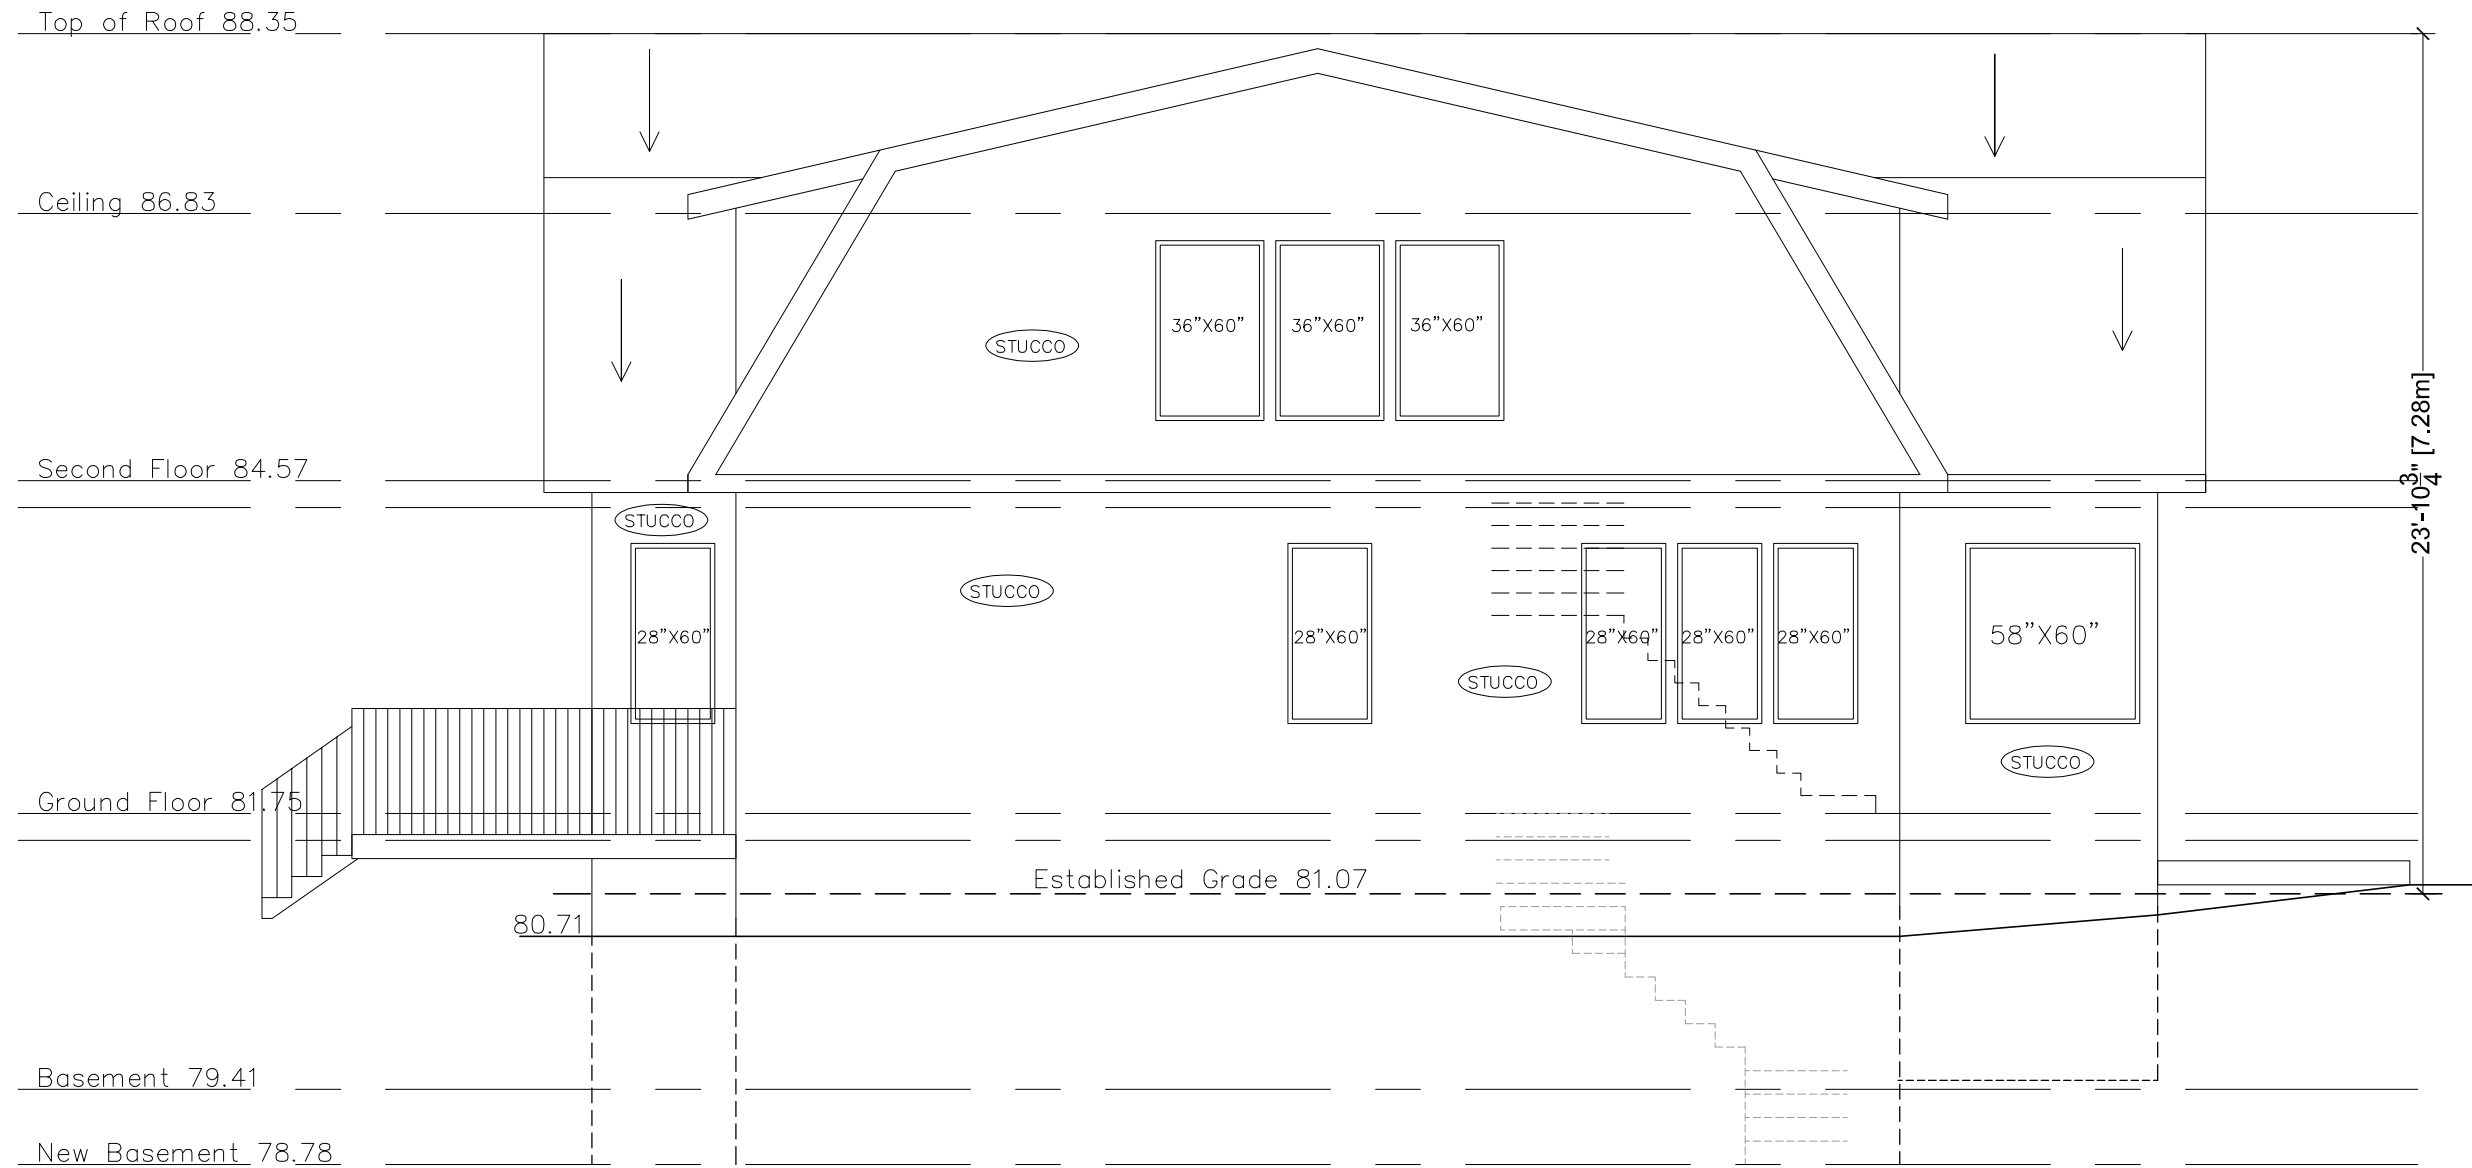 Top of Roof 88.35
Ceiling 86.83
36"X60" 36"X60" 36"X60"
STUCCO
23'-10 3/4" [7.28m]
Second Floor 84.57
STUCCO
STUCCO
28"X60" 28"X60" 28"X60" 28"X60" 28"X60" 58"X60"
STUCCO
STUCCO
Ground Floor 81.75
Established Grade 81.07
80.71
Basement 79.41
New Basement 78.78